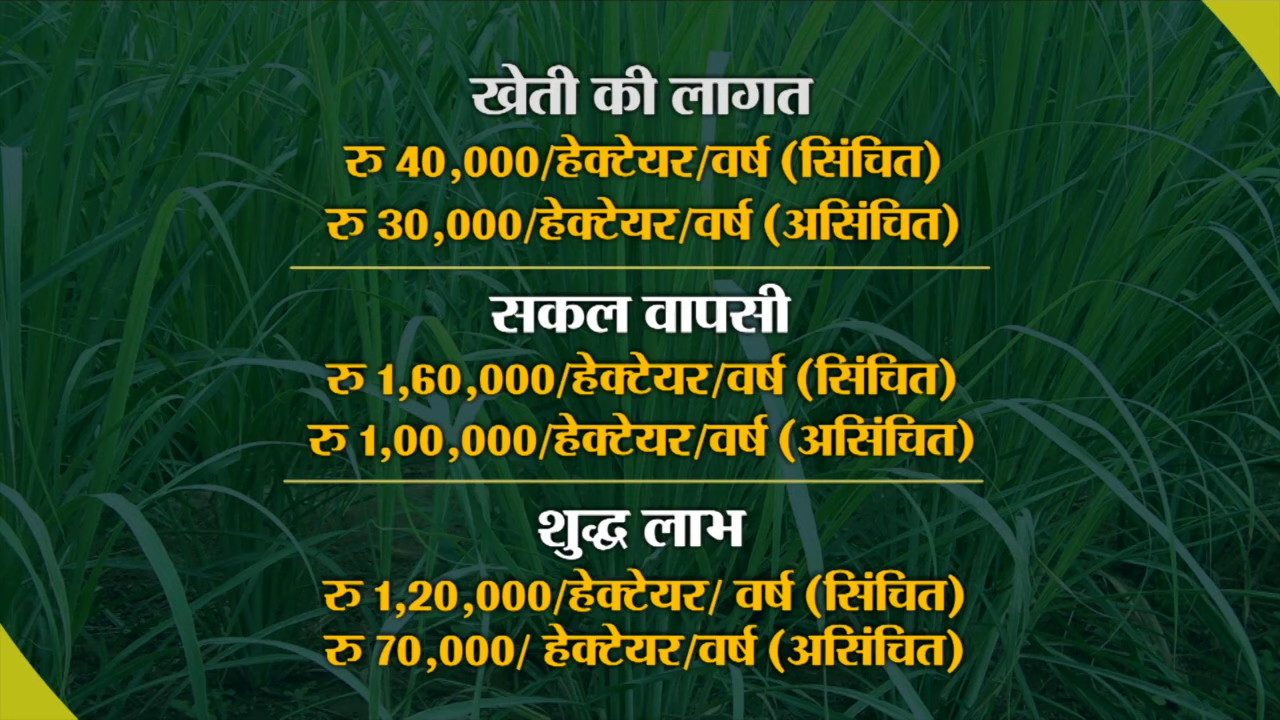 खेती की लागत
रु 40,000/हेक्टेयर/वर्ष (सिंचित)
रु 30,000/हेक्टेयर/वर्ष (असिंचित)
सकल वापसी
रु 1,60,000/हेक्टेयर/वर्ष (सिंचित)
रु 1,00,000/हेक्टेयर/वर्ष (असिंचित)
शुद्ध लाभ
रु 1,20,000/हेक्टेयर/ वर्ष (सिंचित)
रु 70,000/ हेक्टेयर/वर्ष (असिंचित)